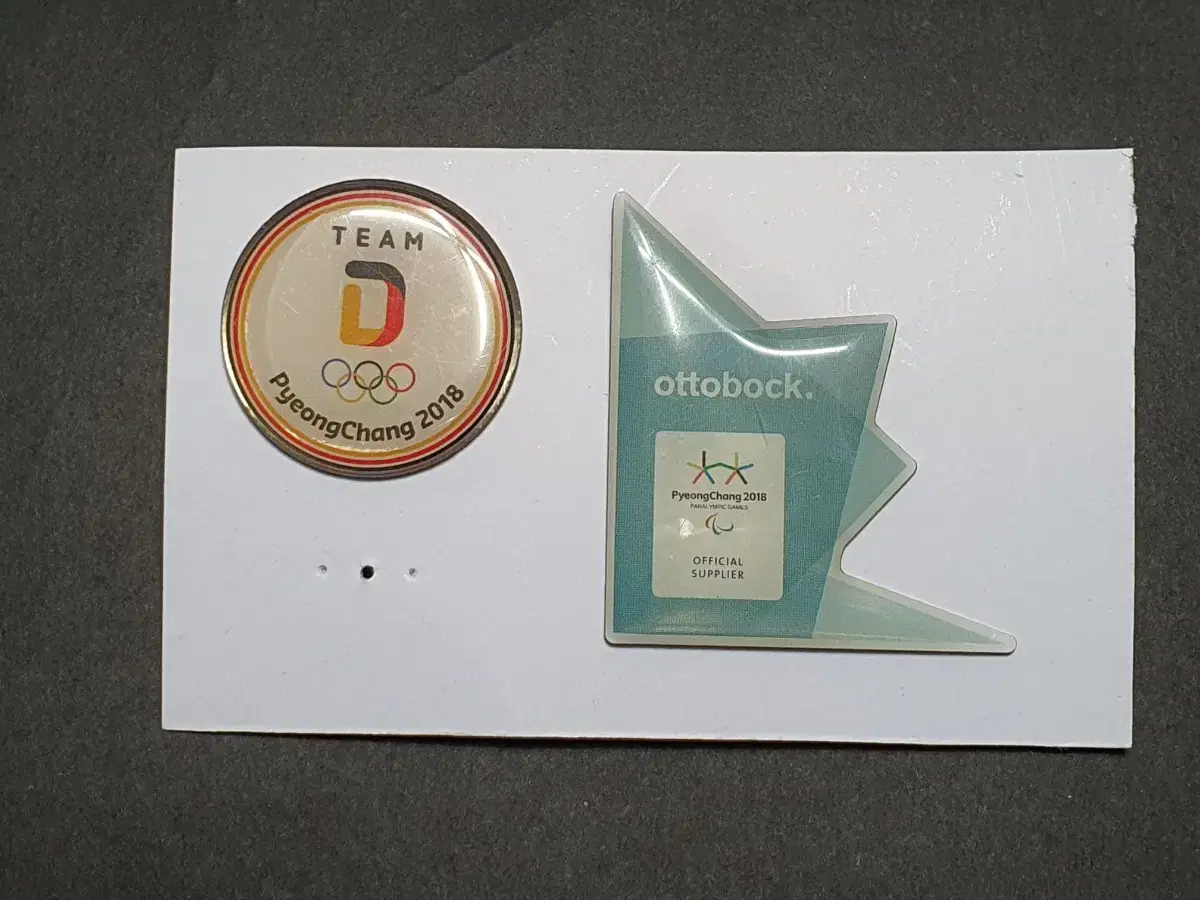 TEAM
D
PyeongChang 2018
ottobock.
PyeongChang 2018
PARALYMPIC GAMES
OFFICIAL
SUPPLIER